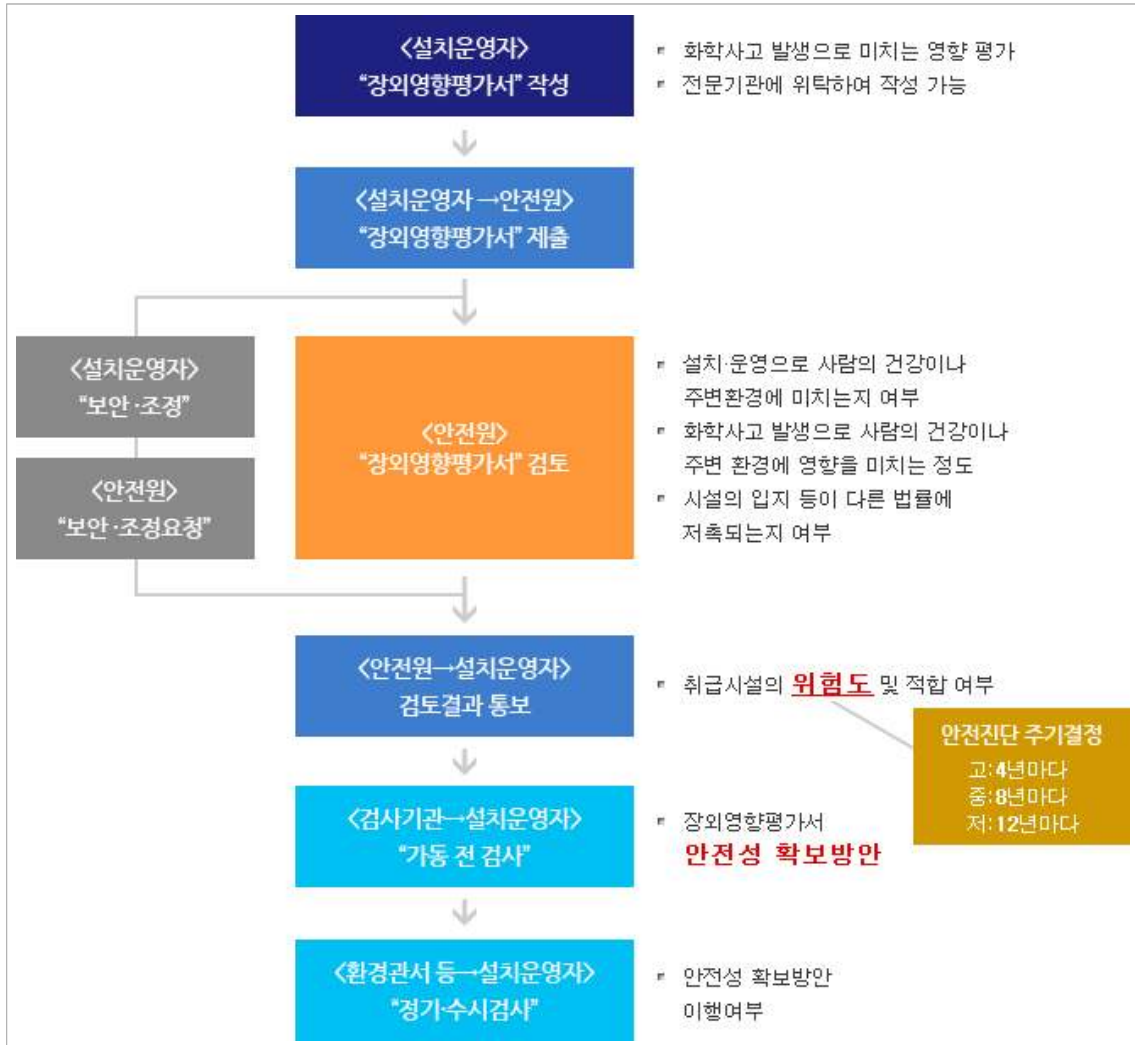 <설치운영자>
“장외영향평가서” 작성
▪ 화학사고 발생으로 미치는 영향 평가
▪ 전문기관에 위탁하여 작성 가능
<설치운영자→안전원>
“장외영향평가서” 제출
<설치운영자>
“보안·조정”
<안전원>
“보안·조정요청”
<안전원>
“장외영향평가서” 검토
▪ 설치·운영으로 사람의 건강이나
주변환경에 미치는지 여부
▪ 화학사고 발생으로 사람의 건강이나
주변 환경에 영향을 미치는 정도
▪ 시설의 입지 등이 다른 법률에
저촉되는지 여부
<안전원→설치운영자>
검토결과 통보
▪ 취급시설의 위험도 및 적합 여부
안전진단 주기결정
고:4년마다
중:8년마다
저:12년마다
<검사기관→설치운영자>
“가동 전 검사”
▪ 장외영향평가서
안전성 확보방안
<환경관서 등→설치운영자>
“정기·수시검사”
▪ 안전성 확보방안
이행여부